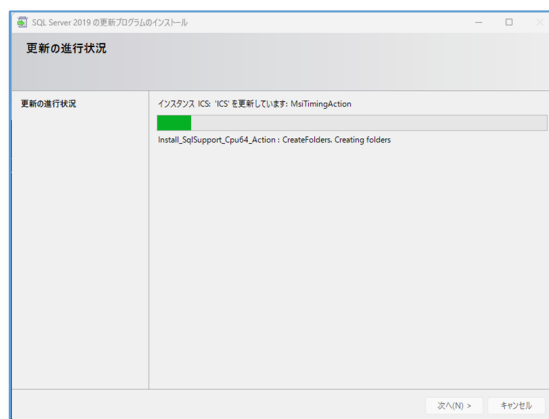 SQL Server 2019 の更新プログラムのインストール
更新の進行状況
更新の進行状況
インスタンス ICS: 'ICS' を更新しています: MsiTimingAction
Install_SqlSupport_Cpu64_Action : CreateFolders. Creating folders
次へ(N) >
キャンセル